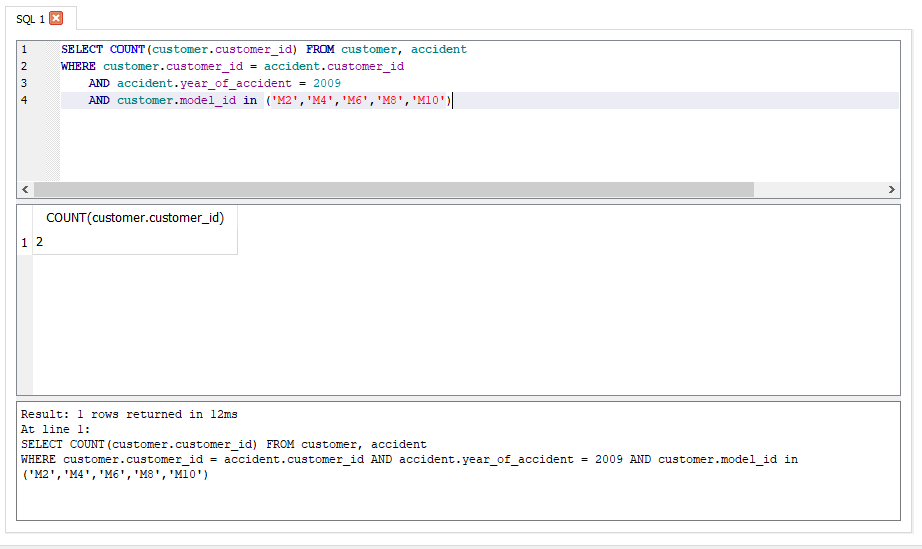 SQL 1
1 SELECT COUNT(customer.customer_id) FROM customer, accident
2 WHERE customer.customer_id = accident.customer_id
3 AND accident.year_of_accident = 2009
4 AND customer.model_id in ('M2','M4','M6','M8','M10')
COUNT(customer.customer_id)
1 2
Result: 1 rows returned in 12ms
At line 1:
SELECT COUNT(customer.customer_id) FROM customer, accident
WHERE customer.customer_id = accident.customer_id AND accident.year_of_accident = 2009 AND customer.model_id in
('M2','M4','M6','M8','M10')